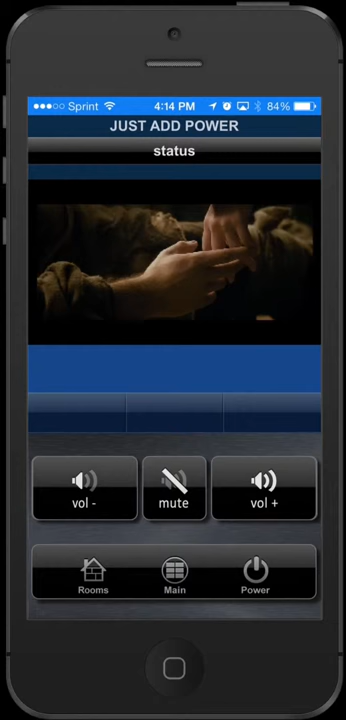 Sprint 4:14 PM 84%
JUST ADD POWER
status
vol - mute vol +
Rooms Main Power